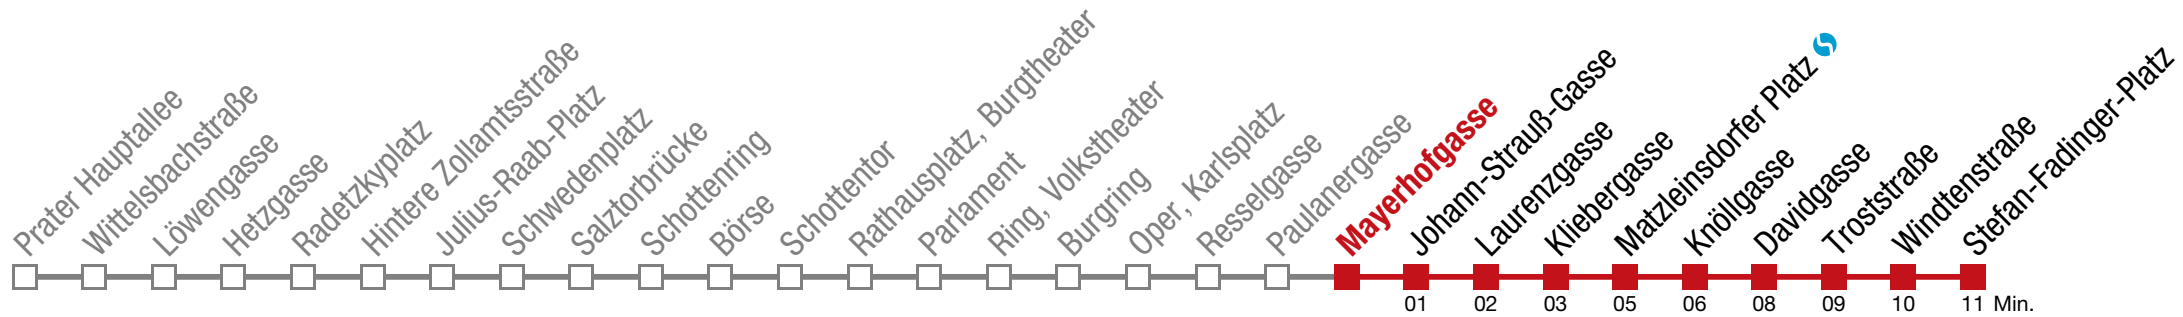 Prater Hauptallee
Wittelsbachstraße
Löwengasse
Hetzgasse
Radetzkyplatz
Hintere Zollamtsstraße
Julius-Raab-Platz
Schwedenplatz
Salztorbrücke
Schottenring
Börse
Schottentor
Rathausplatz, Burgtheater
Parlament
Ring, Volkstheater
Burgring
Oper, Karlsplatz
Resselgasse
Paulanergasse
Mayerhofgasse
Johann-Strauß-Gasse
Laurenzgasse
Kliebergasse
Matzleinsdorfer Platz
Knöllgasse
Davidgasse
Troststraße
Windtenstraße
Stefan-Fadinger-Platz
01 02 03 05 06 08 09 10 11 Min.